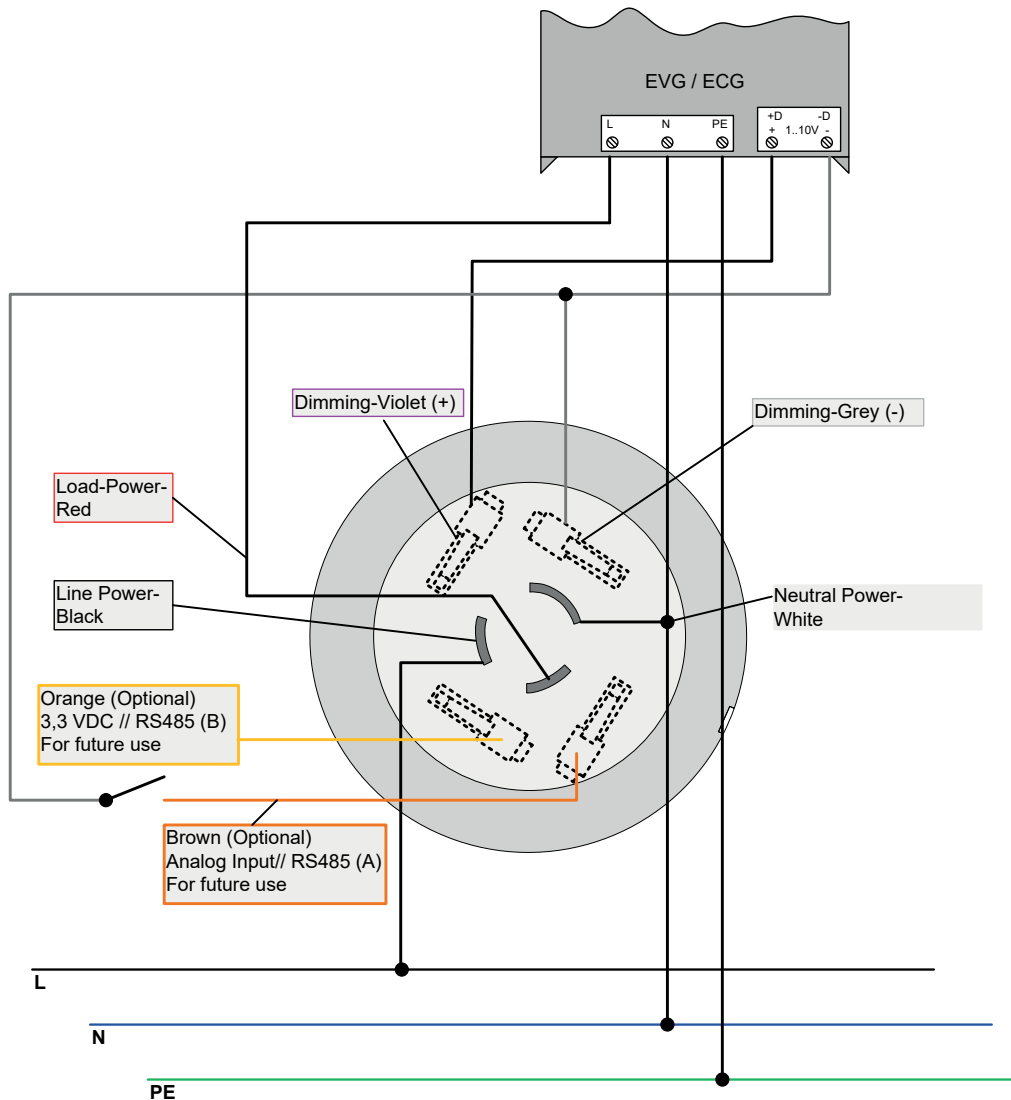 EVG / ECG
L N PE
+D -D
+ 1..10V -
Dimming-Violet (+)
Dimming-Grey (-)
Load-Power-
Red
Line Power-
Black
Neutral Power-
White
Orange (Optional)
3,3 VDC // RS485 (B)
For future use
Brown (Optional)
Analog Input// RS485 (A)
For future use
L
N
PE